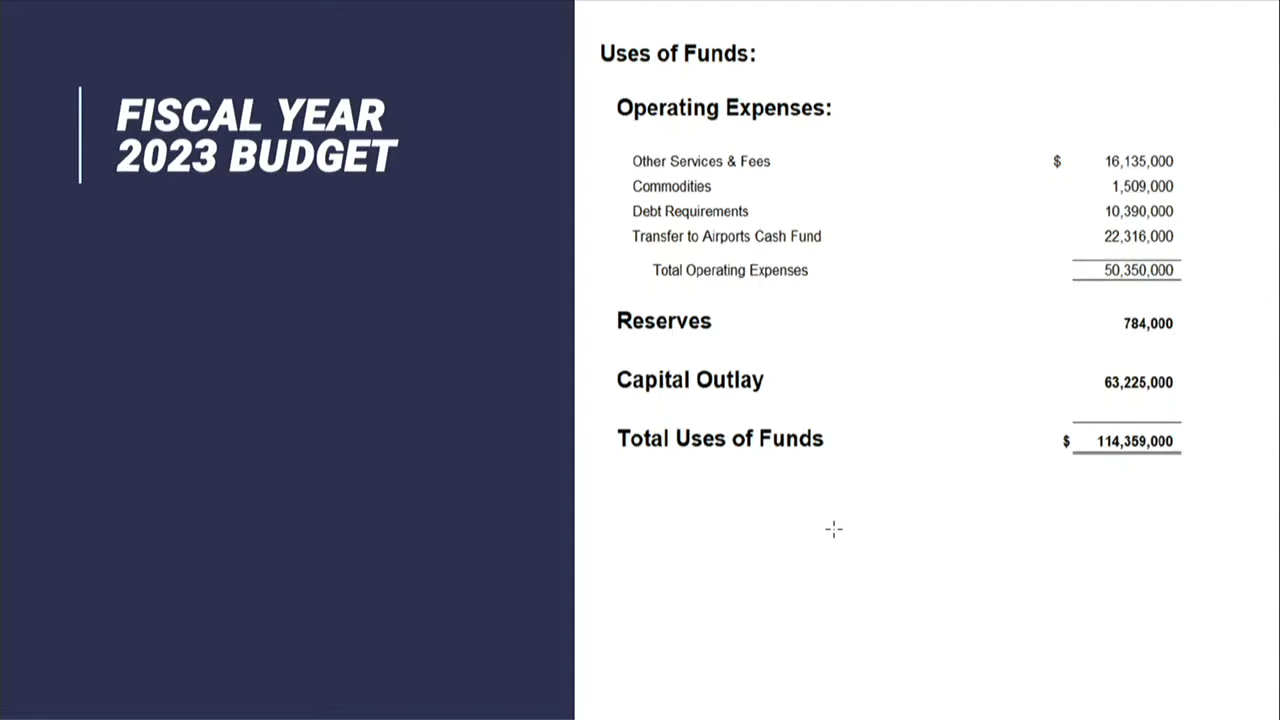 FISCAL YEAR
2023 BUDGET
Uses of Funds:
Operating Expenses:
Other Services & Fees $ 16,135,000
Commodities 1,509,000
Debt Requirements 10,390,000
Transfer to Airports Cash Fund 22,316,000
Total Operating Expenses 50,350,000
Reserves 784,000
Capital Outlay 63,225,000
Total Uses of Funds $ 114,359,000